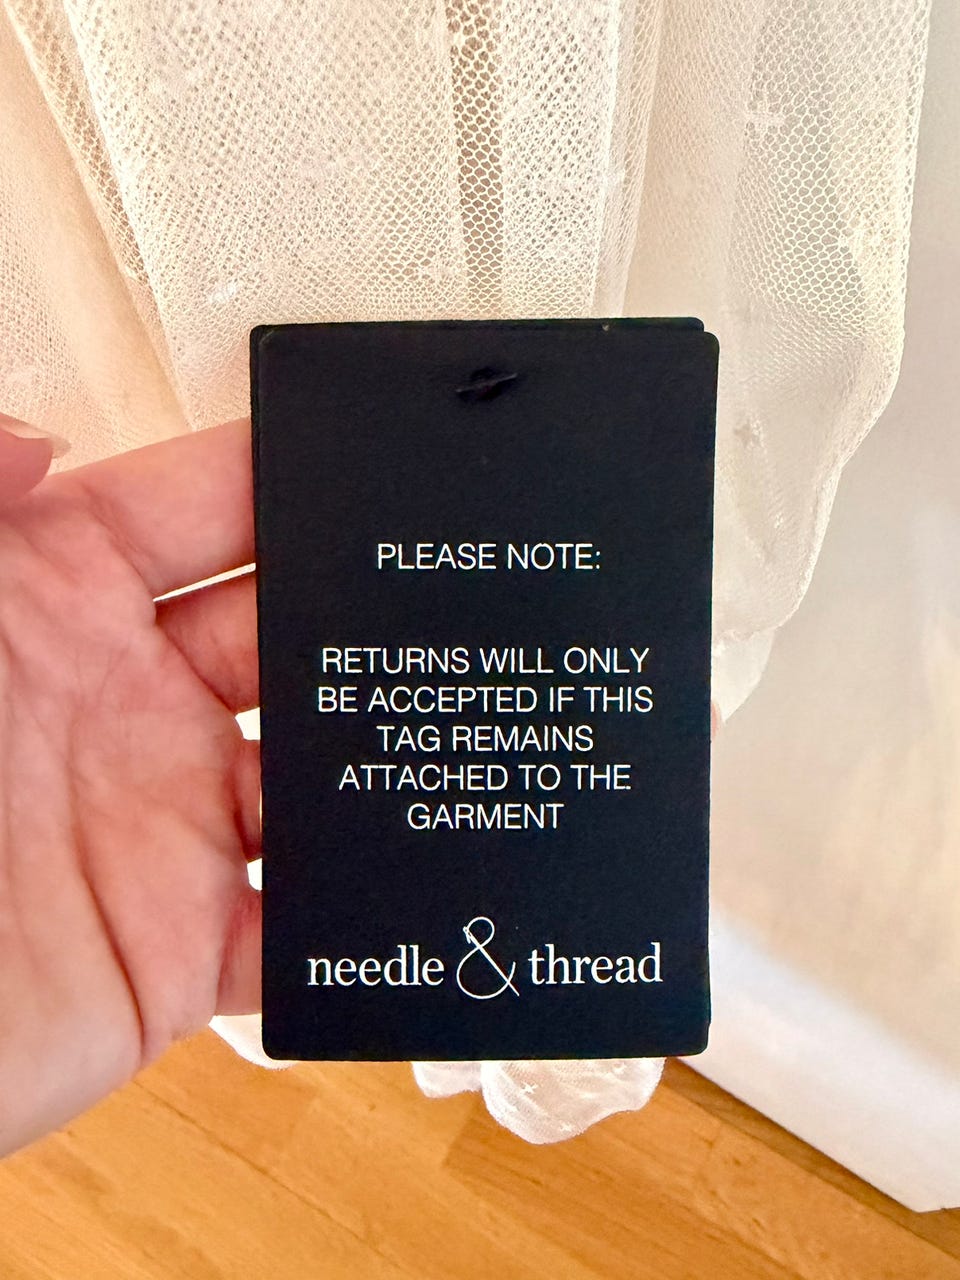 PLEASE NOTE:
RETURNS WILL ONLY
BE ACCEPTED IF THIS
TAG REMAINS
ATTACHED TO THE
GARMENT
needle & thread